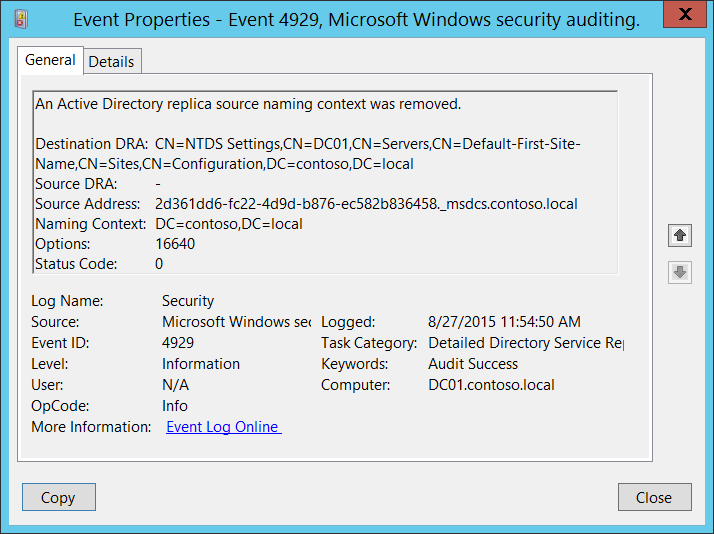 Event Properties - Event 4929, Microsoft Windows security auditing.
X
General Details
An Active Directory replica source naming context was removed.
Destination DRA: CN=NTDS Settings,CN=DC01,CN=Servers,CN=Default-First-Site-
Name,CN=Sites,CN=Configuration,DC=contoso,DC=local
Source DRA: -
Source Address: 2d361dd6-fc22-4d9d-b876-ec582b836458._msdcs.contoso.local
Naming Context: DC=contoso,DC=local
Options: 16640
Status Code: 0
Log Name: Security
Source: Microsoft Windows sec Logged: 8/27/2015 11:54:50 AM
Event ID: 4929 Task Category: Detailed Directory Service Rep
Level: Information Keywords: Audit Success
User: N/A Computer: DC01.contoso.local
OpCode: Info
More Information: Event Log Online
Copy Close